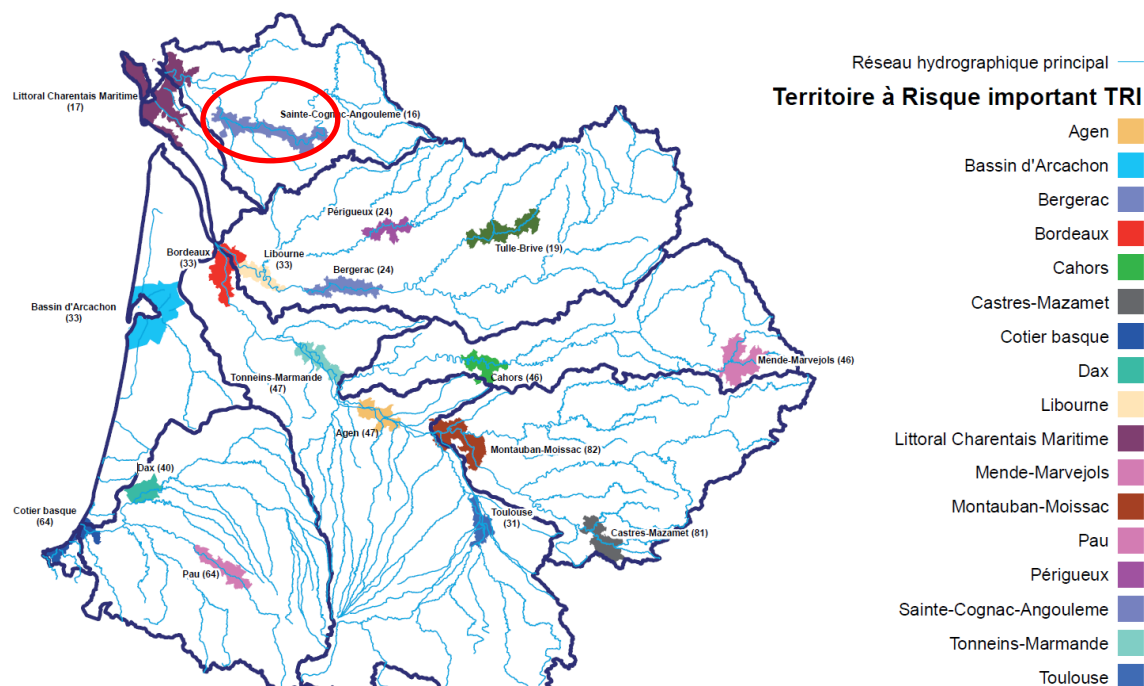 Littoral Charentais Maritime
(17)
Sainte-Cognac-Angouleme (16)
Périgueux (24)
Tulle-Brive (19)
Bordeaux
(33)
Libourne
(33)
Bergerac (24)
Bassin d'Arcachon
(33)
Tonneins-Marmande
(47)
Cahors (46)
Mende-Marvejols (46)
Agen (47)
Montauban-Moissac (82)
Dax (40)
Cotier basque
(64)
Toulouse
(31)
Castres-Mazamet (81)
Pau (64)
Réseau hydrographique principal
Territoire à Risque important TRI
Agen
Bassin d'Arcachon
Bergerac
Bordeaux
Cahors
Castres-Mazamet
Cotier basque
Dax
Libourne
Littoral Charentais Maritime
Mende-Marvejols
Montauban-Moissac
Pau
Périgueux
Sainte-Cognac-Angouleme
Tonneins-Marmande
Toulouse